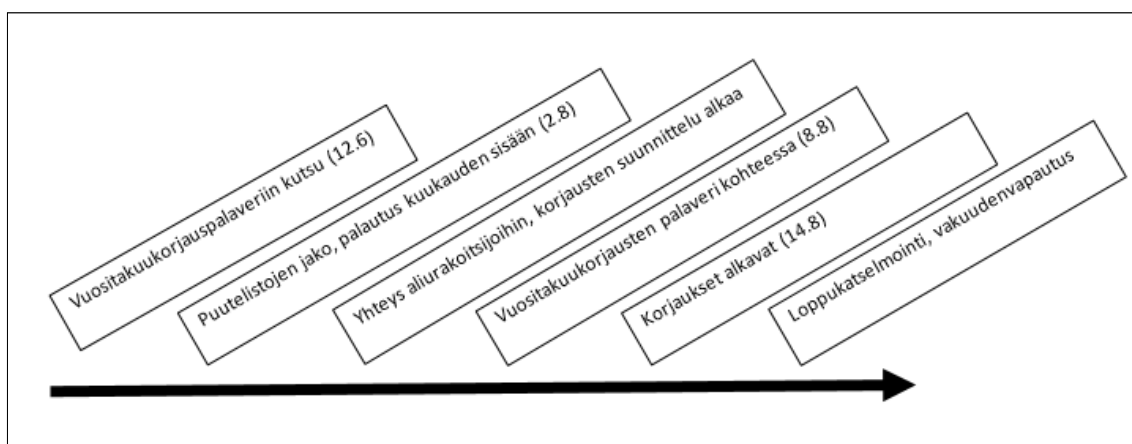 Vuositakuukorjauspalaveriin kutsu (12.6)
Puutelistojen jako, palautus kuukauden sisään (2.8)
Yhteys aliurakoitsijoihin, korjausten suunnittelu alkaa
Vuositakuukorjausten palaveri kohteessa (8.8)
Korjaukset alkavat (14.8)
Loppukatselmointi, vakuudenvapautus